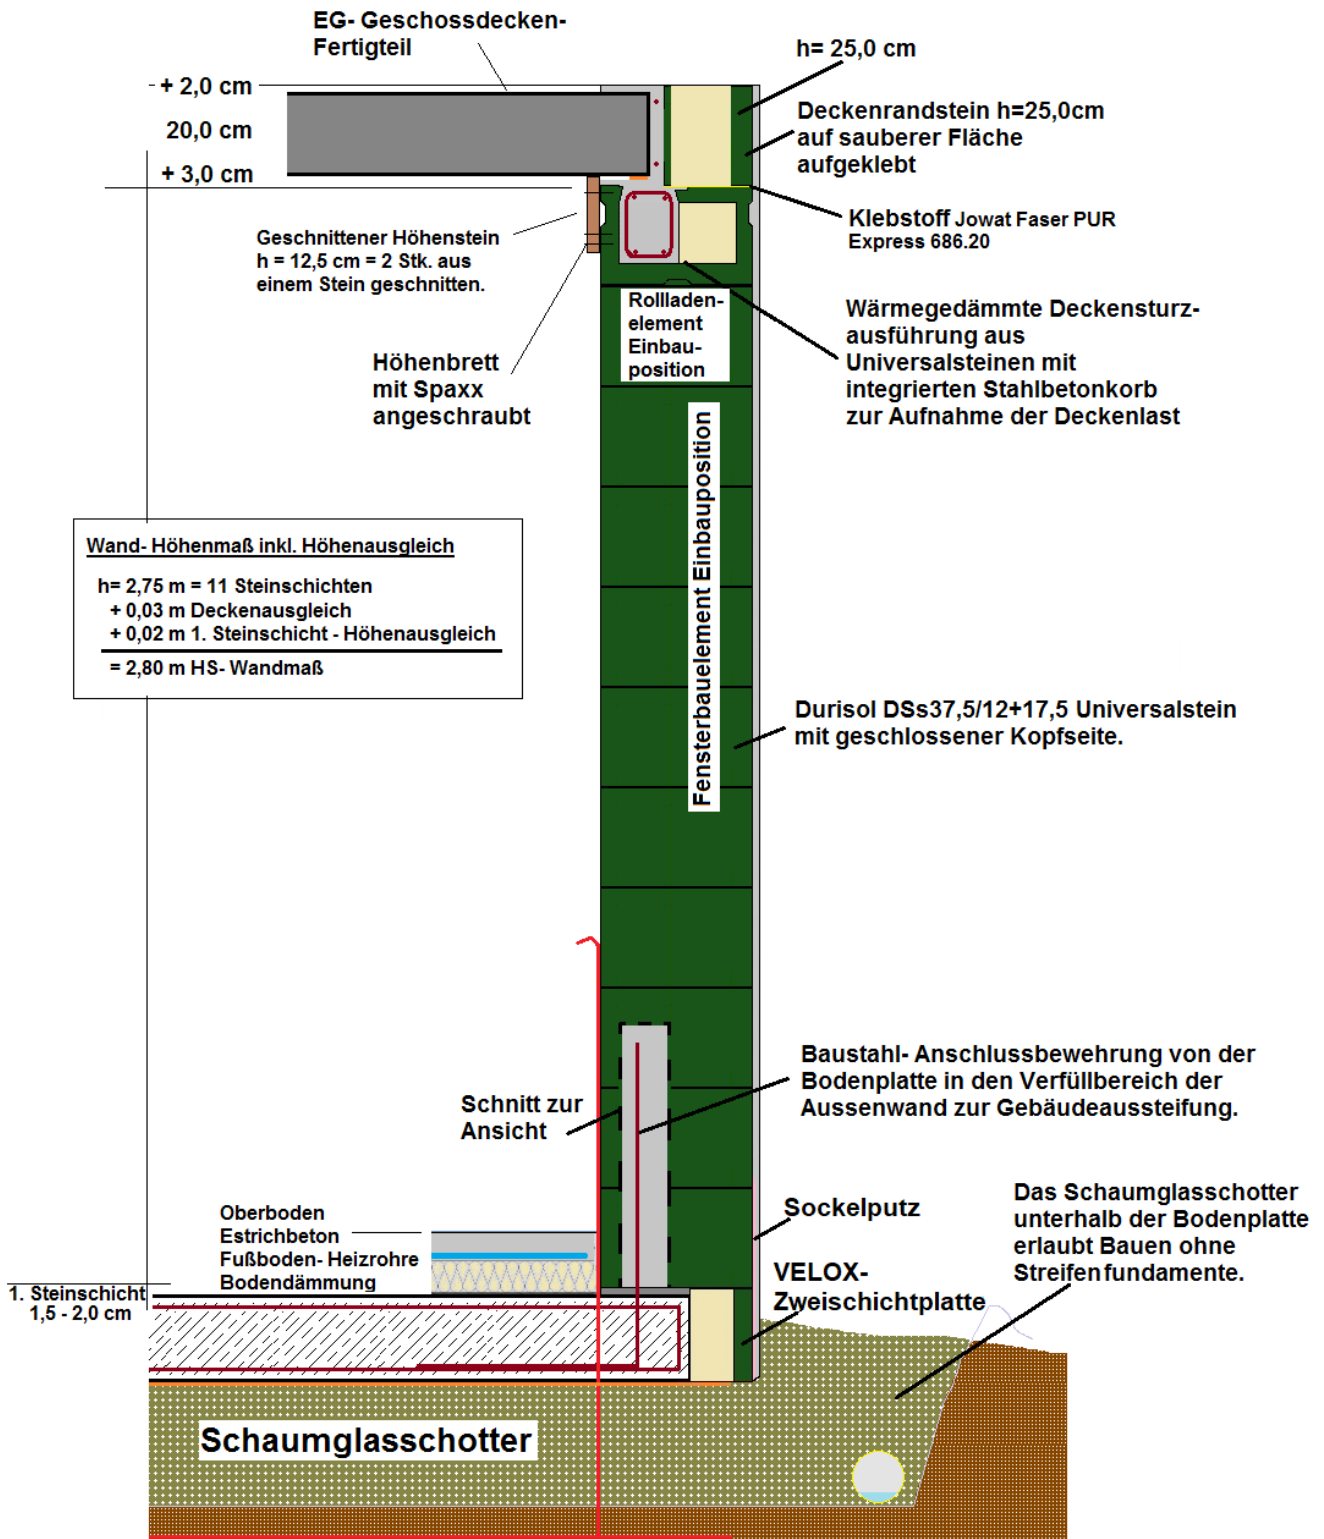 EG- Geschossdecken-
Fertigteil
h= 25,0 cm
+ 2,0 cm
20,0 cm
+ 3,0 cm
Deckenrandstein h=25,0cm
auf sauberer Fläche
aufgeklebt
Klebstoff Jowat Faser PUR
Express 686.20
Geschnittener Höhenstein
h = 12,5 cm = 2 Stk. aus
einem Stein geschnitten.
Rollladen-
element
Einbau-
position
Wärmegedämmte Deckensturz-
ausführung aus
Universalsteinen mit
integrierten Stahlbetonkorb
zur Aufnahme der Deckenlast
Höhenbrett
mit Spaxx
angeschraubt
Fensterbauelement Einbauposition
Wand- Höhenmaß inkl. Höhenausgleich
h= 2,75 m = 11 Steinschichten
+ 0,03 m Deckenausgleich
+ 0,02 m 1. Steinschicht - Höhenausgleich
= 2,80 m HS- Wandmaß
Durisol DSs37,5/12+17,5 Universalstein
mit geschlossener Kopfseite.
Baustahl- Anschlussbewehrung von der
Bodenplatte in den Verfüllbereich der
Aussenwand zur Gebäudeaussteifung.
Schnitt zur
Ansicht
Sockelputz
Das Schaumglasschotter
unterhalb der Bodenplatte
erlaubt Bauen ohne
Streifenfundamente.
Oberboden
Estrichbeton
Fußboden- Heizrohre
Bodendämmung
VELOX-
Zweischichtplatte
1. Steinschicht
1,5 - 2,0 cm
Schaumglasschotter